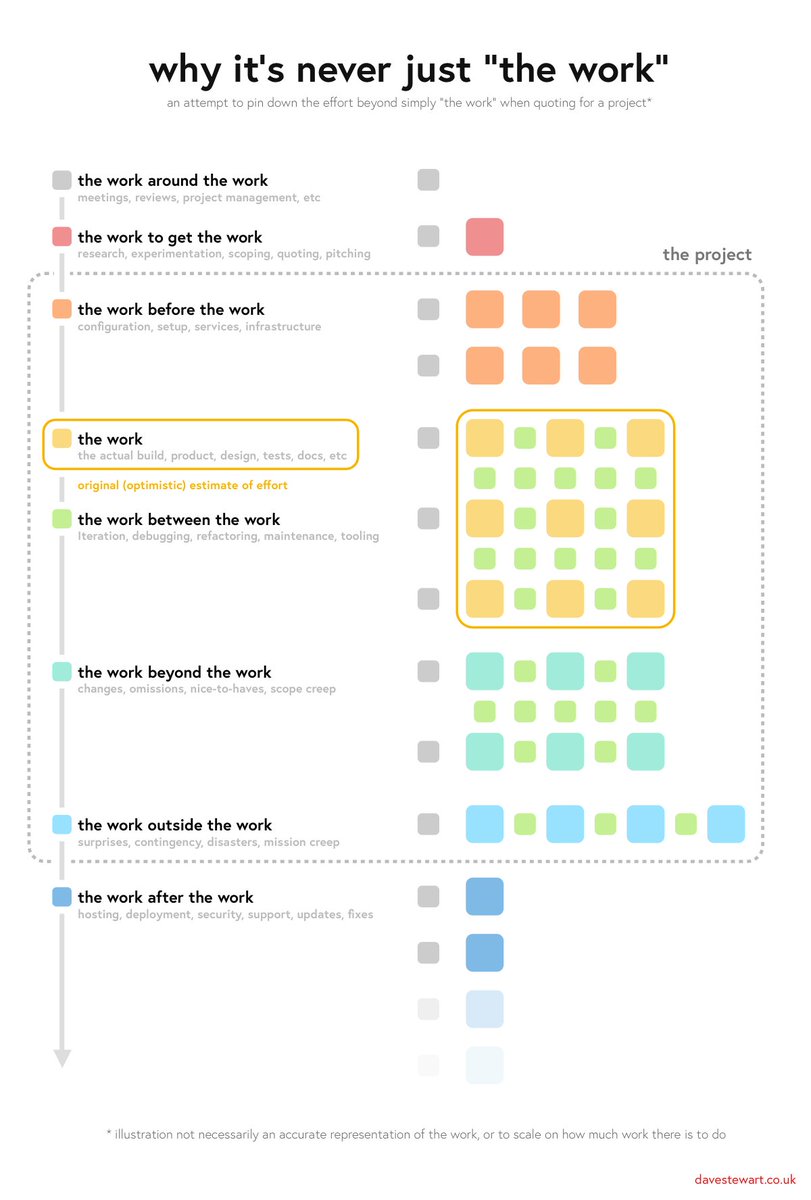 why it's never just "the work"
an attempt to pin down the effort beyond simply "the work" when quoting for a project*
the work around the work
meetings, reviews, project management, etc
the work to get the work
research, experimentation, scoping, quoting, pitching
the project
the work before the work
configuration, setup, services, infrastructure
the work
the actual build, product, design, tests, docs, etc
original (optimistic) estimate of effort
the work between the work
Iteration, debugging, refactoring, maintenance, tooling
the work beyond the work
changes, omissions, nice-to-haves, scope creep
the work outside the work
surprises, contingency, disasters, mission creep
the work after the work
hosting, deployment, security, support, updates, fixes
* illustration not necessarily an accurate representation of the work, or to scale on how much work there is to do
davestewart.co.uk